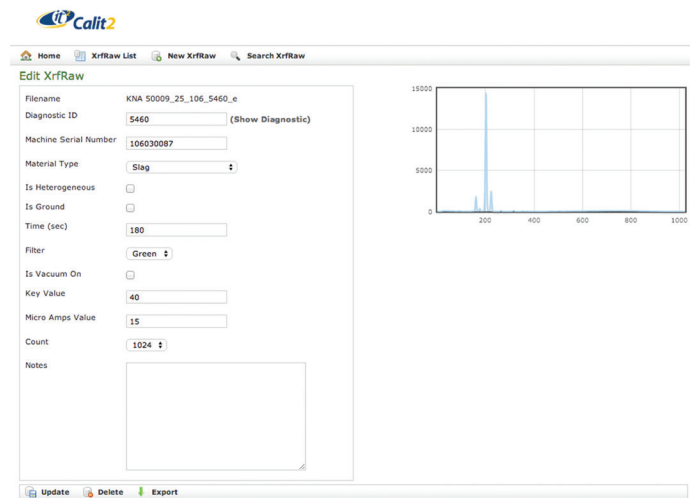 it² Calit2
Home XrfRaw List New XrfRaw Search XrfRaw
Edit XrfRaw
Filename KNA 50009_25_106_5460_e
Diagnostic ID 5460 (Show Diagnostic)
Machine Serial Number 106030087
Material Type Slag
Is Heterogeneous
Is Ground
Time (sec) 180
Filter Green
Is Vacuum On
Key Value 40
Micro Amps Value 15
Count 1024
Notes
Update Delete Export
15000
10000
5000
0
200 400 600 800 1000